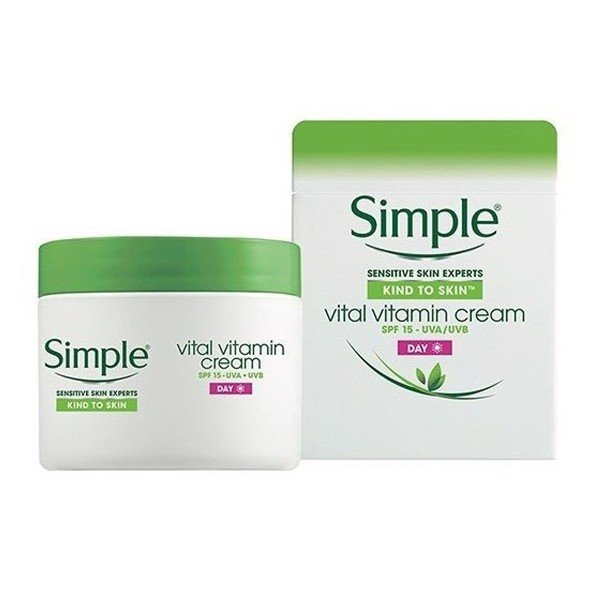 Simple®
SENSITIVE SKIN EXPERTS
KIND TO SKIN
vital vitamin
cream
SPF 15 - UVA • UVB
DAY
Simple®
SENSITIVE SKIN EXPERTS
KIND TO SKIN™
vital vitamin cream
SPF 15 - UVA/UVB
DAY